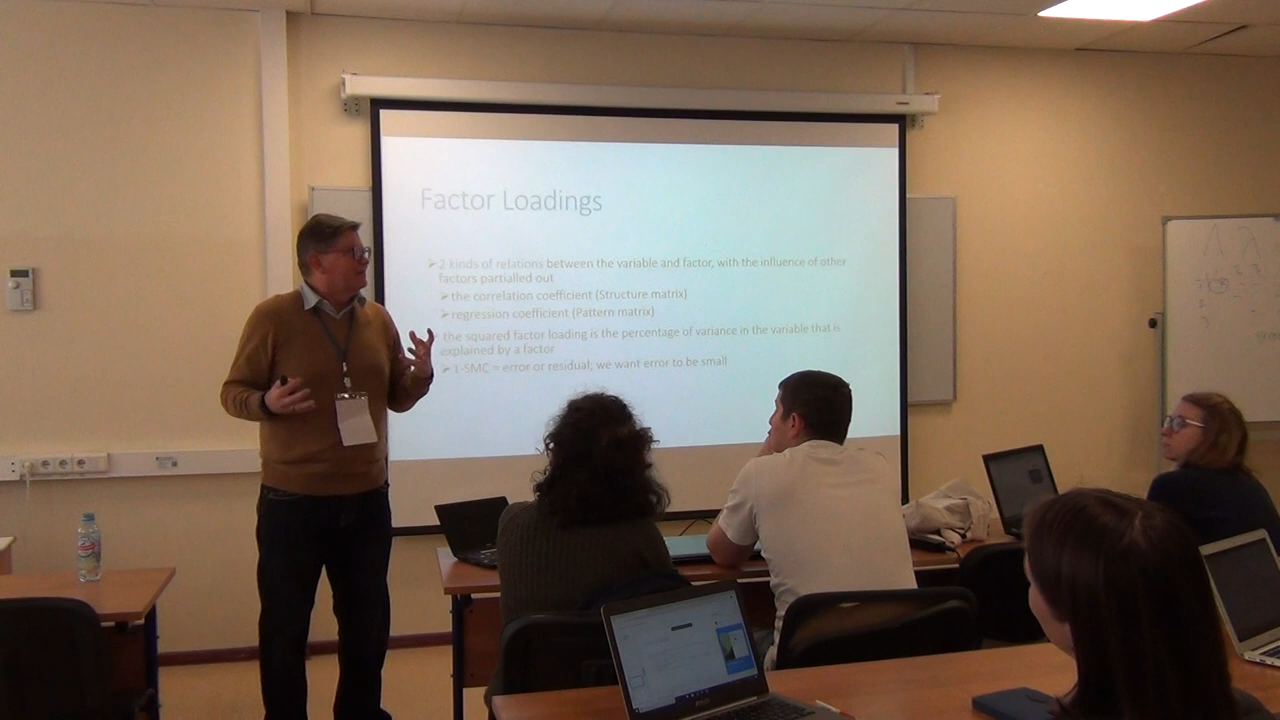 Factor Loadings
➢2 kinds of relations between the variable and factor, with the influence of other
factors partialled out
➢the correlation coefficient (Structure matrix)
➢regression coefficient (Pattern matrix)
the squared factor loading is the percentage of variance in the variable that is
explained by a factor
➢1-SMC = error or residual; we want error to be small